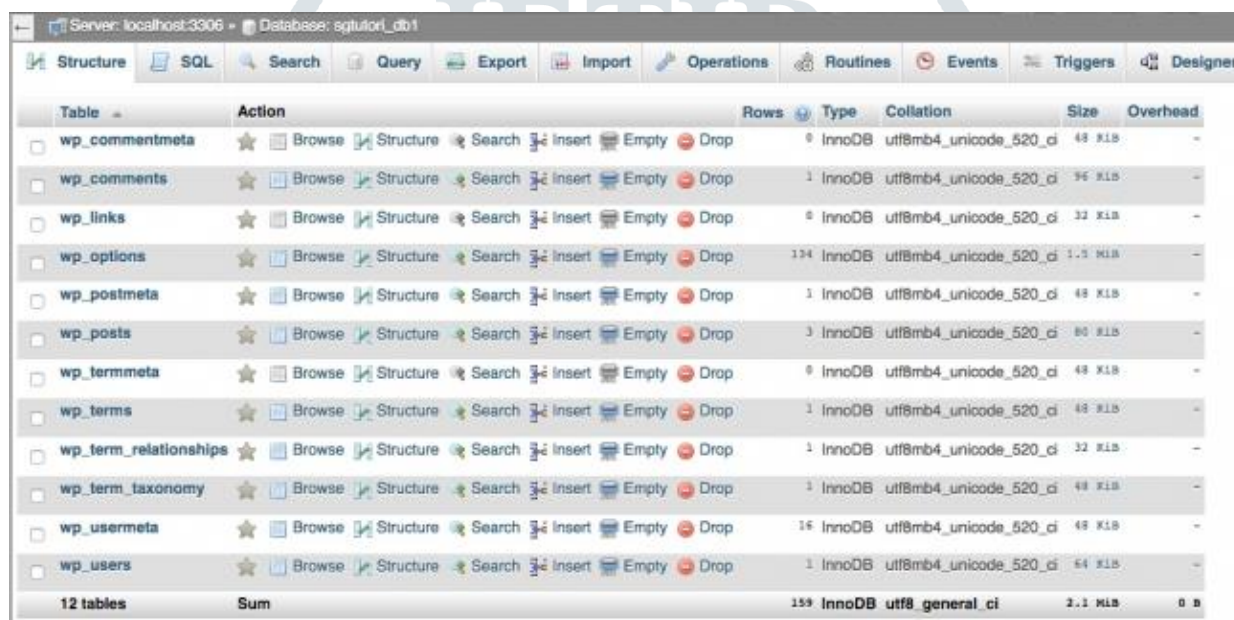 Server: localhost:3306 » Database: sgtutori_db1
Structure SQL Search Query Export Import Operations Routines Events Triggers Designer
Table Action Rows Type Collation Size Overhead
wp_commentmeta Browse Structure Search Insert Empty Drop 0 InnoDB utf8mb4_unicode_520_ci 48 KiB -
wp_comments Browse Structure Search Insert Empty Drop 1 InnoDB utf8mb4_unicode_520_ci 96 KiB -
wp_links Browse Structure Search Insert Empty Drop 0 InnoDB utf8mb4_unicode_520_ci 32 KiB -
wp_options Browse Structure Search Insert Empty Drop 134 InnoDB utf8mb4_unicode_520_ci 1.5 MiB -
wp_postmeta Browse Structure Search Insert Empty Drop 1 InnoDB utf8mb4_unicode_520_ci 48 KiB -
wp_posts Browse Structure Search Insert Empty Drop 3 InnoDB utf8mb4_unicode_520_ci 80 KiB -
wp_termmeta Browse Structure Search Insert Empty Drop 0 InnoDB utf8mb4_unicode_520_ci 48 KiB -
wp_terms Browse Structure Search Insert Empty Drop 1 InnoDB utf8mb4_unicode_520_ci 48 KiB -
wp_term_relationships Browse Structure Search Insert Empty Drop 1 InnoDB utf8mb4_unicode_520_ci 32 KiB -
wp_term_taxonomy Browse Structure Search Insert Empty Drop 1 InnoDB utf8mb4_unicode_520_ci 48 KiB -
wp_usermeta Browse Structure Search Insert Empty Drop 16 InnoDB utf8mb4_unicode_520_ci 48 KiB -
wp_users Browse Structure Search Insert Empty Drop 1 InnoDB utf8mb4_unicode_520_ci 64 KiB -
12 tables Sum 159 InnoDB utf8_general_ci 2.1 MiB 0 B